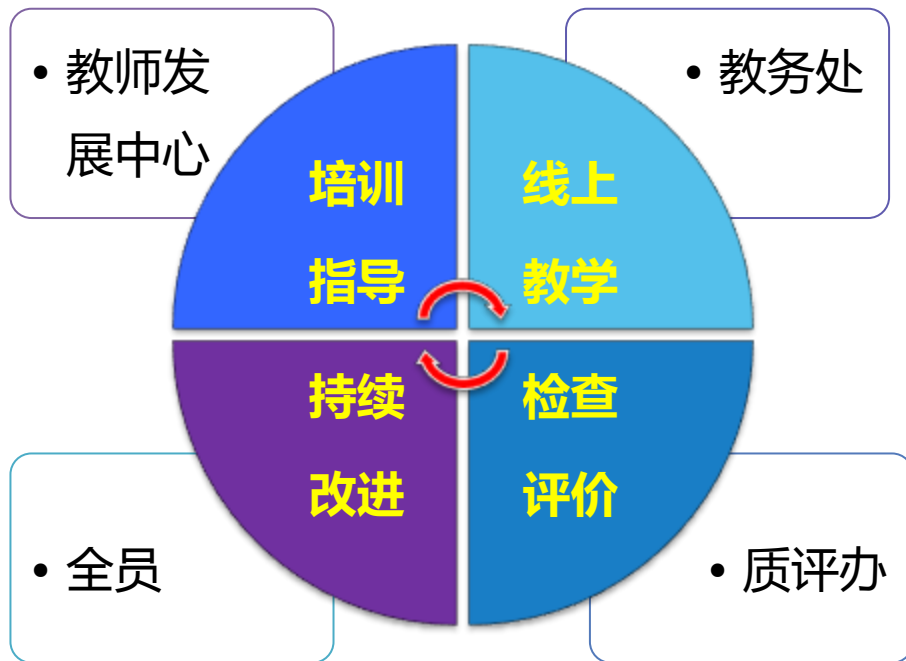 • 教师发
展中心
• 教务处
培训
指导
线上
教学
持续
改进
检查
评价
• 全员
• 质评办